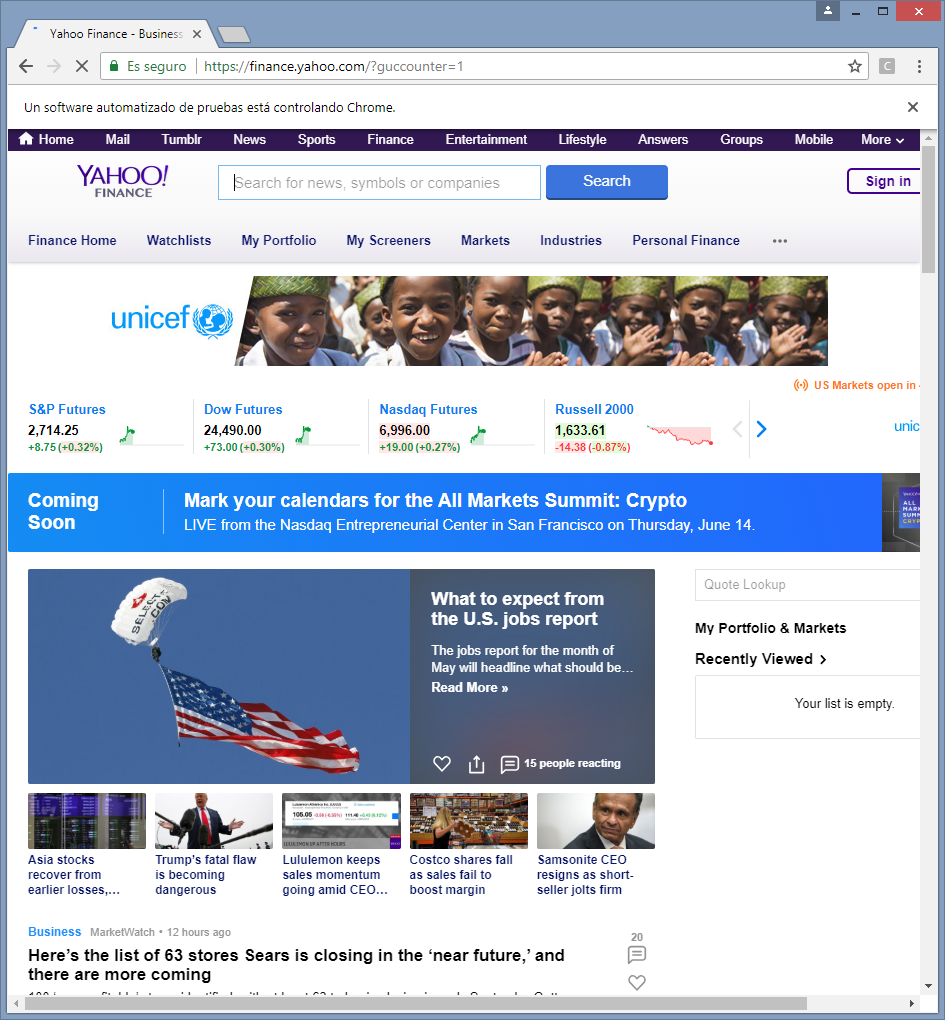 Yahoo Finance - Business
Es seguro
https://finance.yahoo.com/?guccounter=1
C
Un software automatizado de pruebas está controlando Chrome.
Home Mail Tumblr News Sports Finance Entertainment Lifestyle Answers Groups Mobile More
YAHOO!
FINANCE
Search for news, symbols or companies
Search
Sign in
Finance Home Watchlists My Portfolio My Screeners Markets Industries Personal Finance •••
unicef
US Markets open in
S&P Futures
2,714.25
+8.75 (+0.32%)
Dow Futures
24,490.00
+73.00 (+0.30%)
Nasdaq Futures
6,996.00
+19.00 (+0.27%)
Russell 2000
1,633.61
-14.38 (-0.87%)
unic
Coming
Soon
Mark your calendars for the All Markets Summit: Crypto
LIVE from the Nasdaq Entrepreneurial Center in San Francisco on Thursday, June 14.
ALL
SELECT
.COM
What to expect from
the U.S. jobs report
The jobs report for the month of
May will headline what should be…
Read More »
15 people reacting
Quote Lookup
My Portfolio & Markets
Recently Viewed
Your list is empty.
105.05
111.40
LULULEMON AFTER HOURS
Asia stocks
recover from
earlier losses,…
Trump's fatal flaw
is becoming
dangerous
Lululemon keeps
sales momentum
going amid CEO…
Costco shares fall
as sales fail to
boost margin
Samsonite CEO
resigns as short-
seller jolts firm
Business MarketWatch • 12 hours ago
20
Here's the list of 63 stores Sears is closing in the 'near future,' and
there are more coming